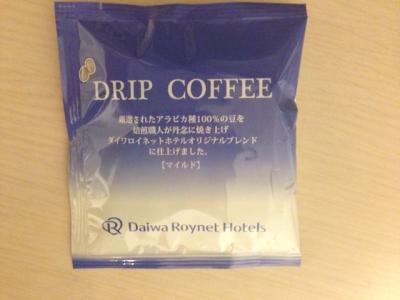 DRIP COFFEE
厳選されたアラビカ種100%の豆を
焙煎職人が丹念に焼き上げ
ダイワロイネットホテルオリジナルブレンド
に仕上げました。
【マイルド】
Daiwa Roynet Hotels